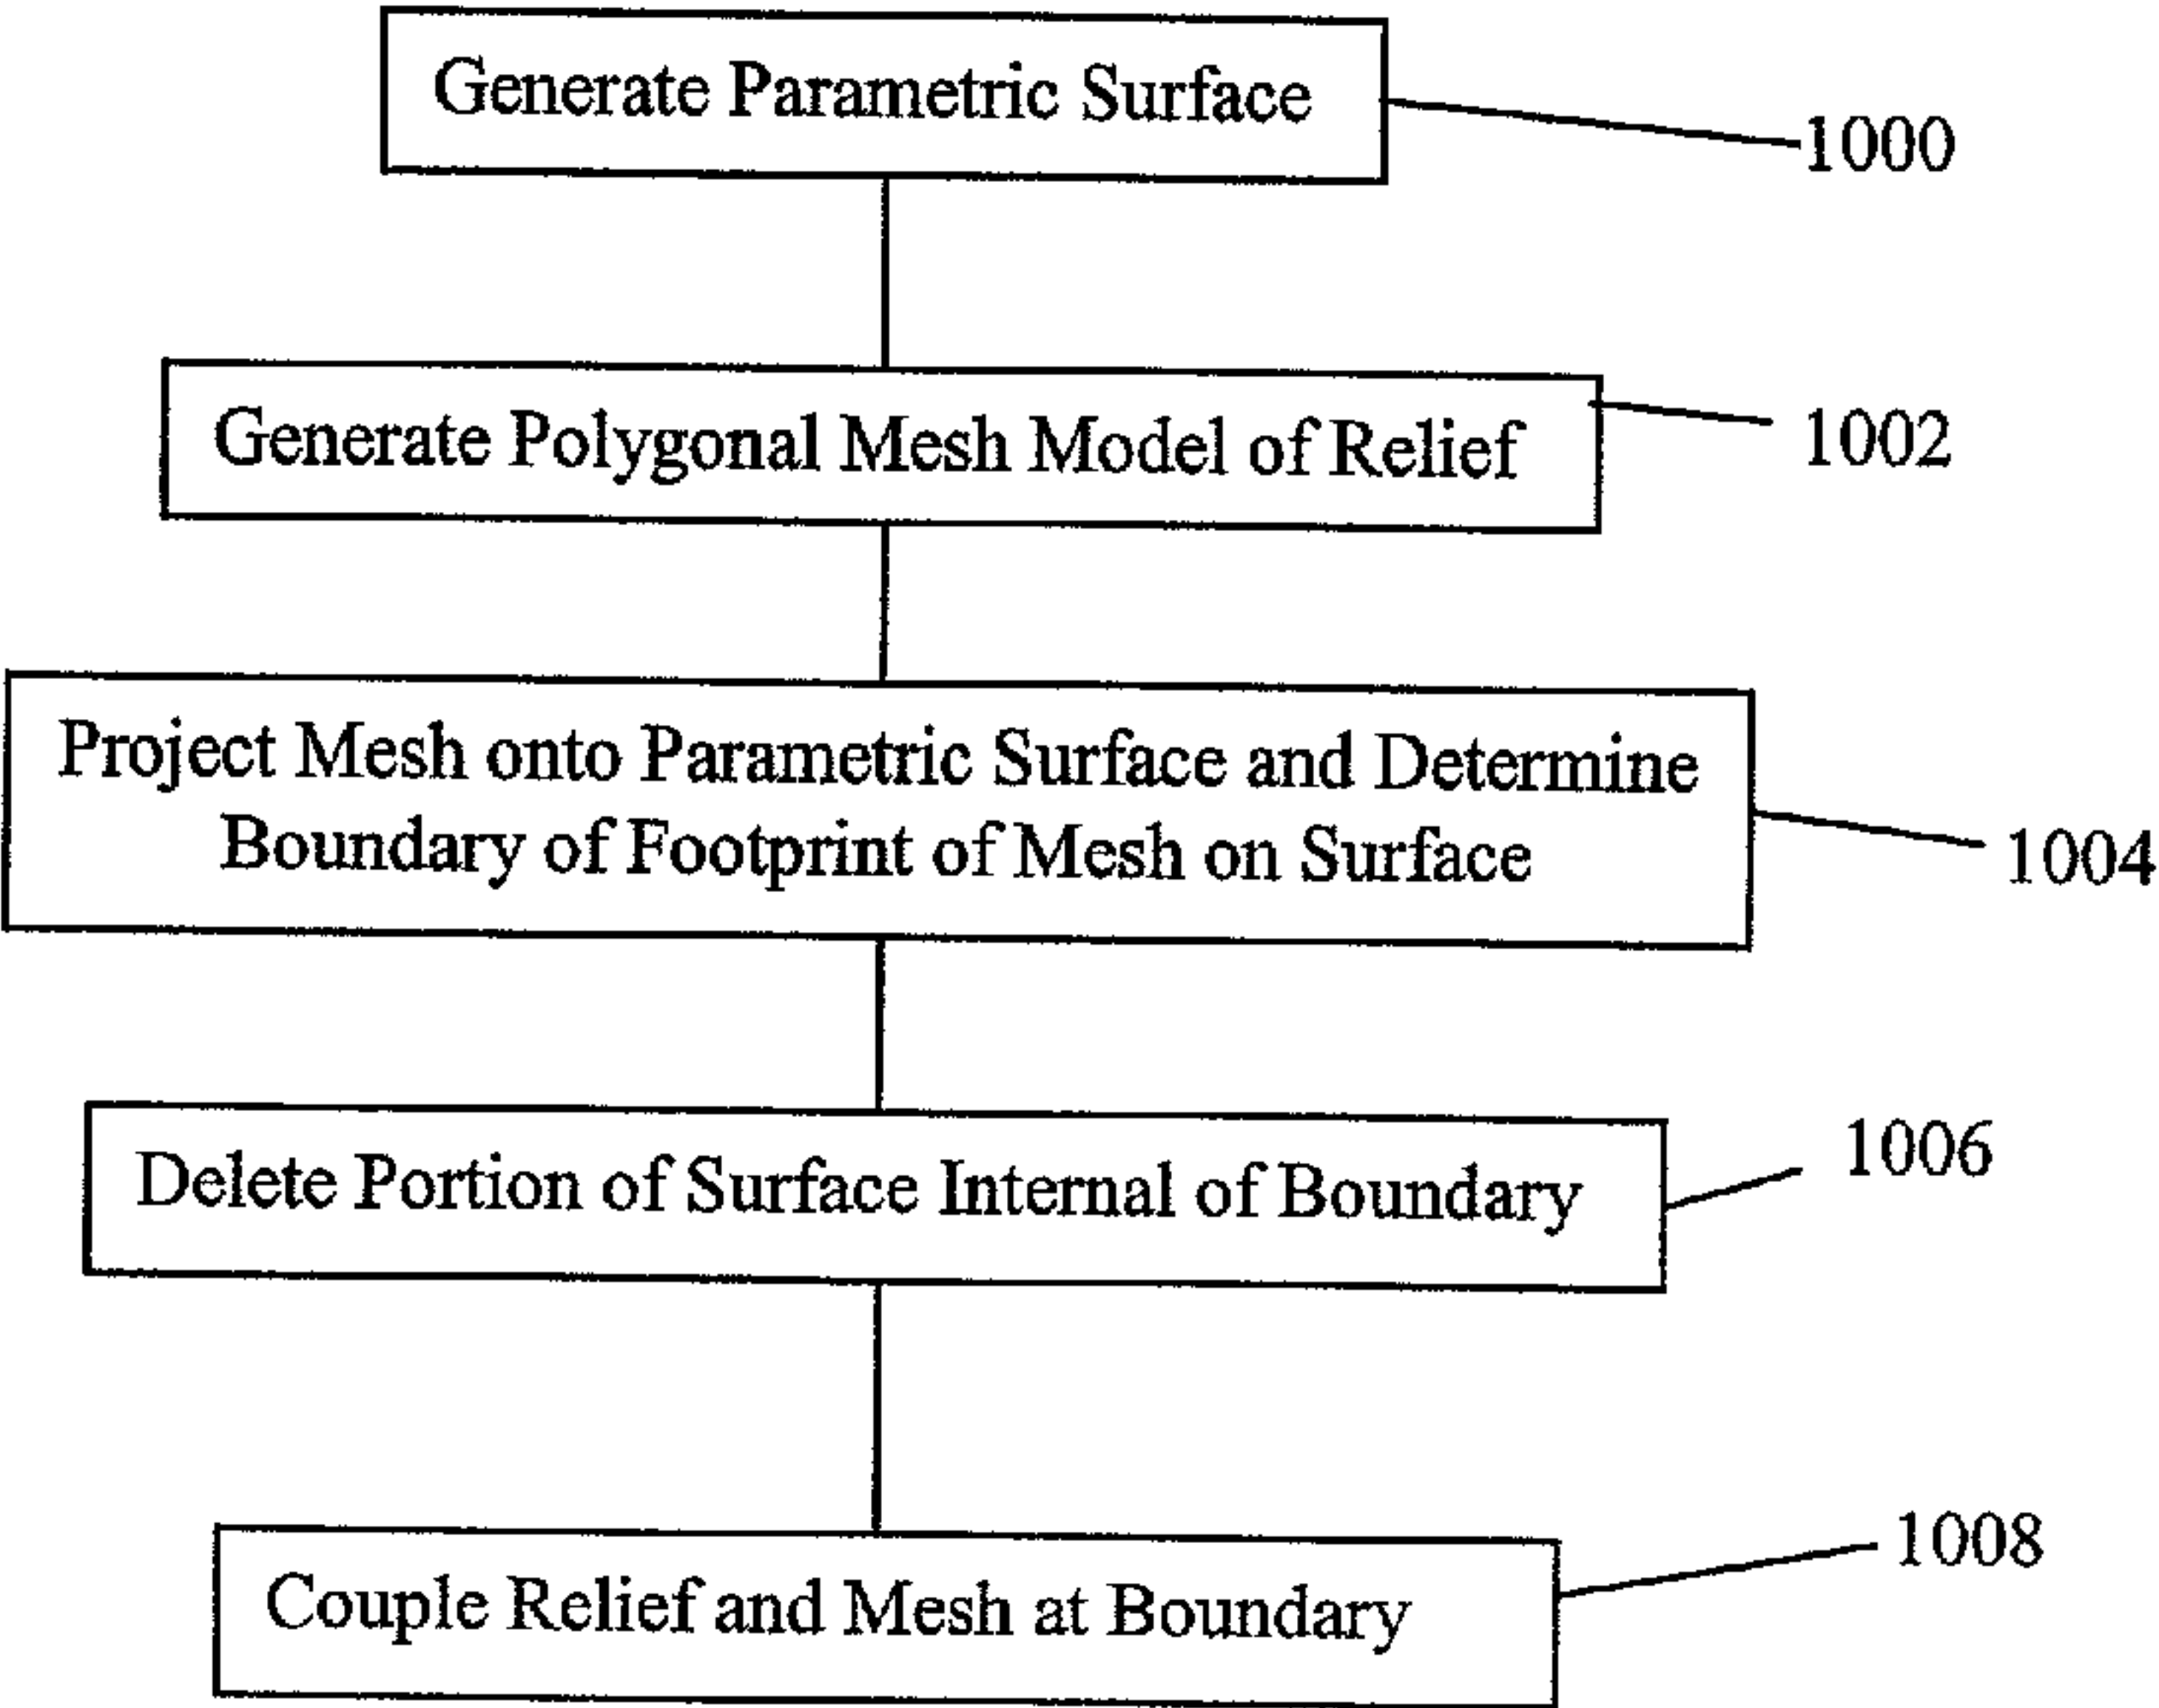 Generate Parametric Surface
1000
Generate Polygonal Mesh Model of Relief
1002
Project Mesh onto Parametric Surface and Determine
Boundary of Footprint of Mesh on Surface
1004
Delete Portion of Surface Internal of Boundary
1006
Couple Relief and Mesh at Boundary
1008